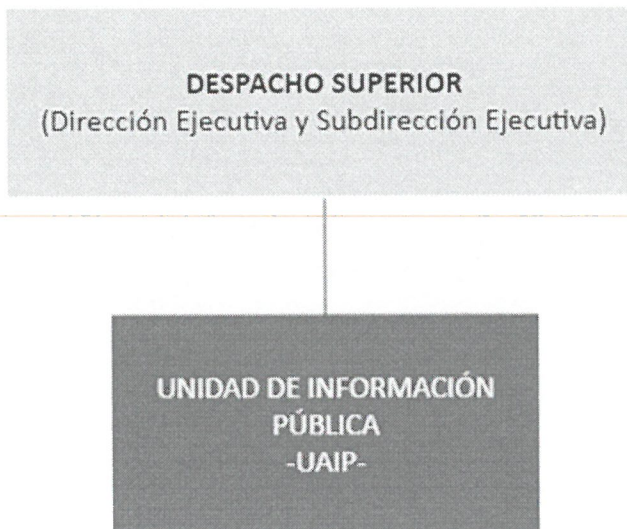 DESPACHO SUPERIOR
(Dirección Ejecutiva y Subdirección Ejecutiva)
UNIDAD DE INFORMACIÓN
PÚBLICA
-UAIP-